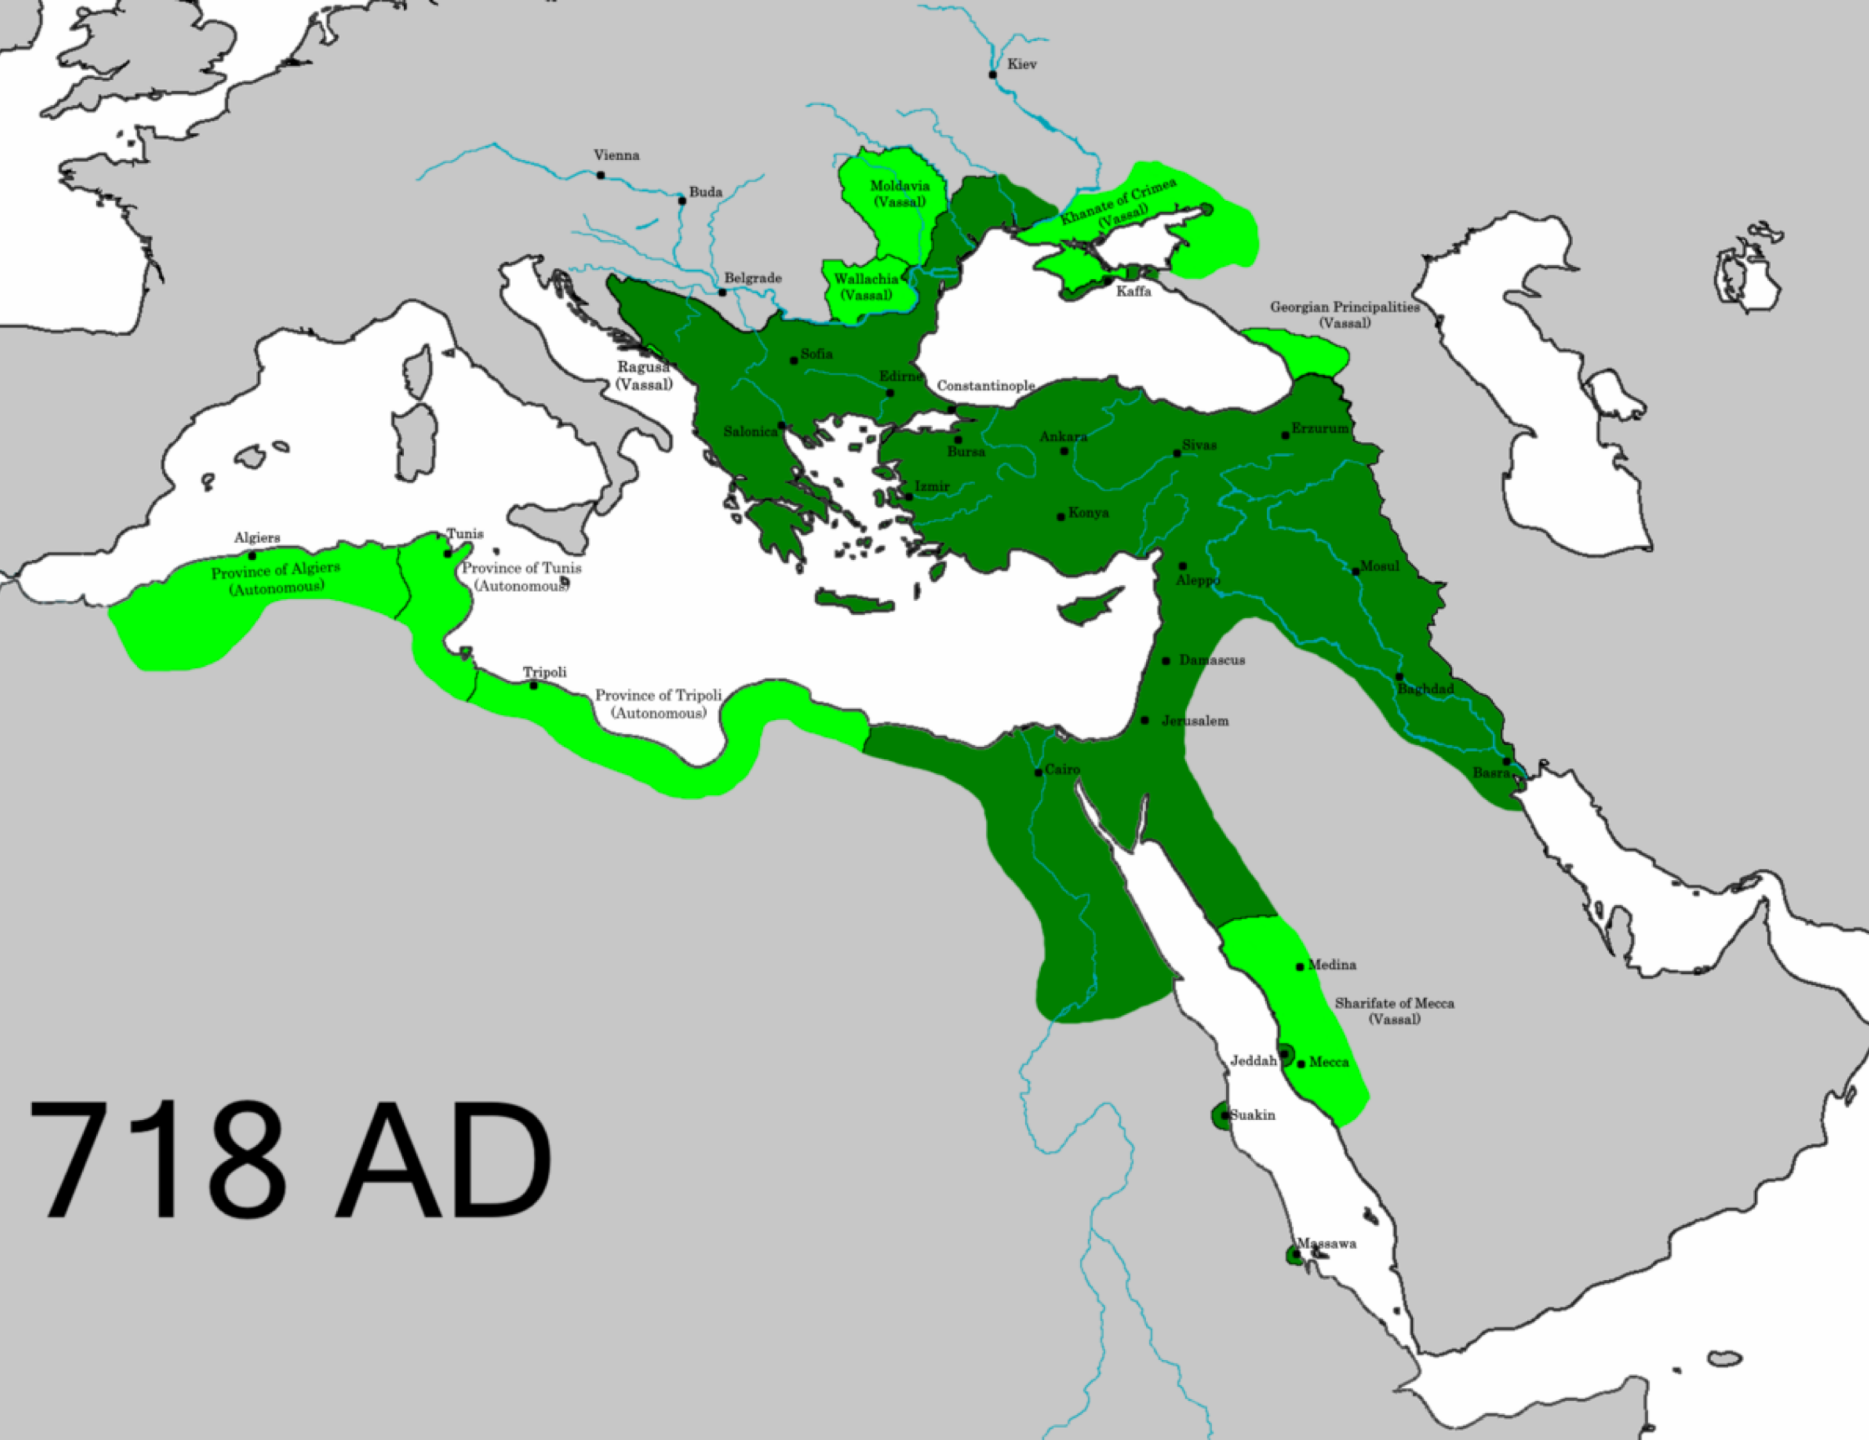 Kiev
Vienna
Buda
Moldavia
(Vassal)
Khanate of Crimea
(Vassal)
Belgrade
Wallachia
(Vassal)
Kaffa
Georgian Principalities
(Vassal)
Sofia
Ragusa
(Vassal)
Edirne
Constantinople
Salonica
Bursa
Ankara
Sivas
Erzurum
Izmir
Konya
Algiers
Tunis
Province of Algiers
(Autonomous)
Province of Tunis
(Autonomous)
Aleppo
Mosul
Tripoli
Province of Tripoli
(Autonomous)
Damascus
Baghdad
Jerusalem
Cairo
Basra
Medina
Sharifate of Mecca
(Vassal)
Jeddah
Mecca
Suakin
718 AD
Massawa